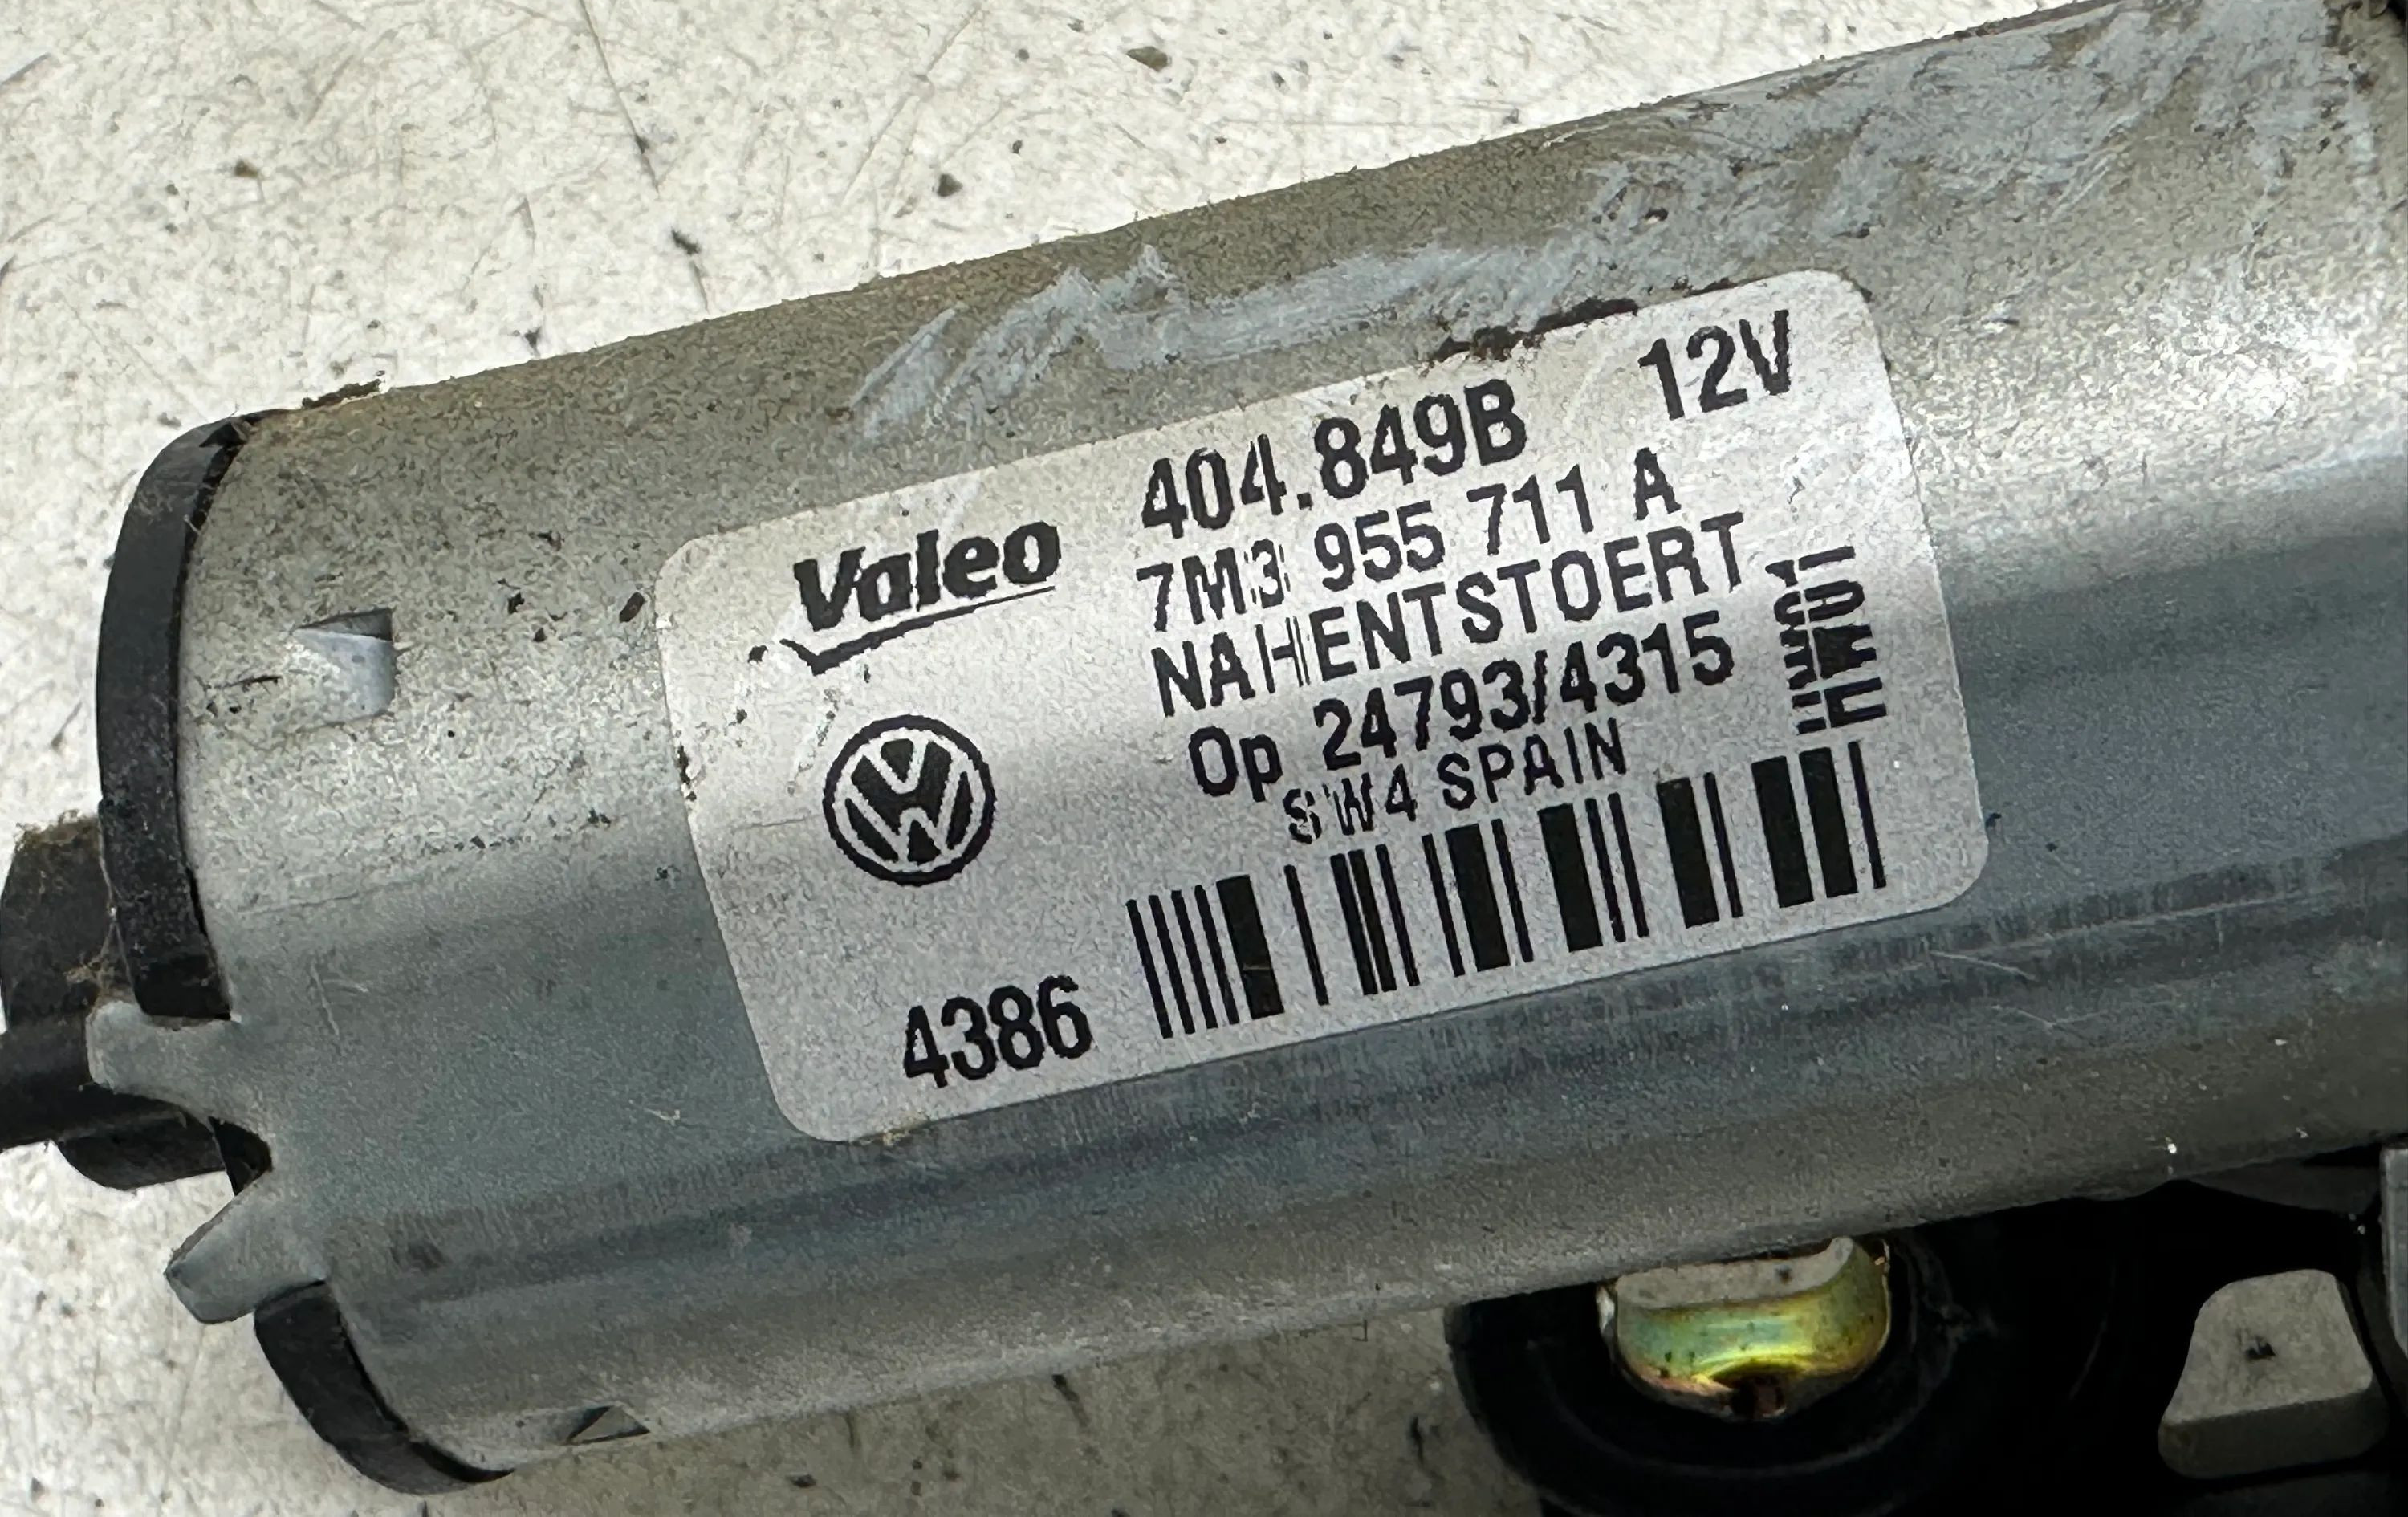 Valeo
404.849B 12V
7M3 955 711 A
NAHENTSTOERT
Op 24793/4315
SW4 SPAIN
4386